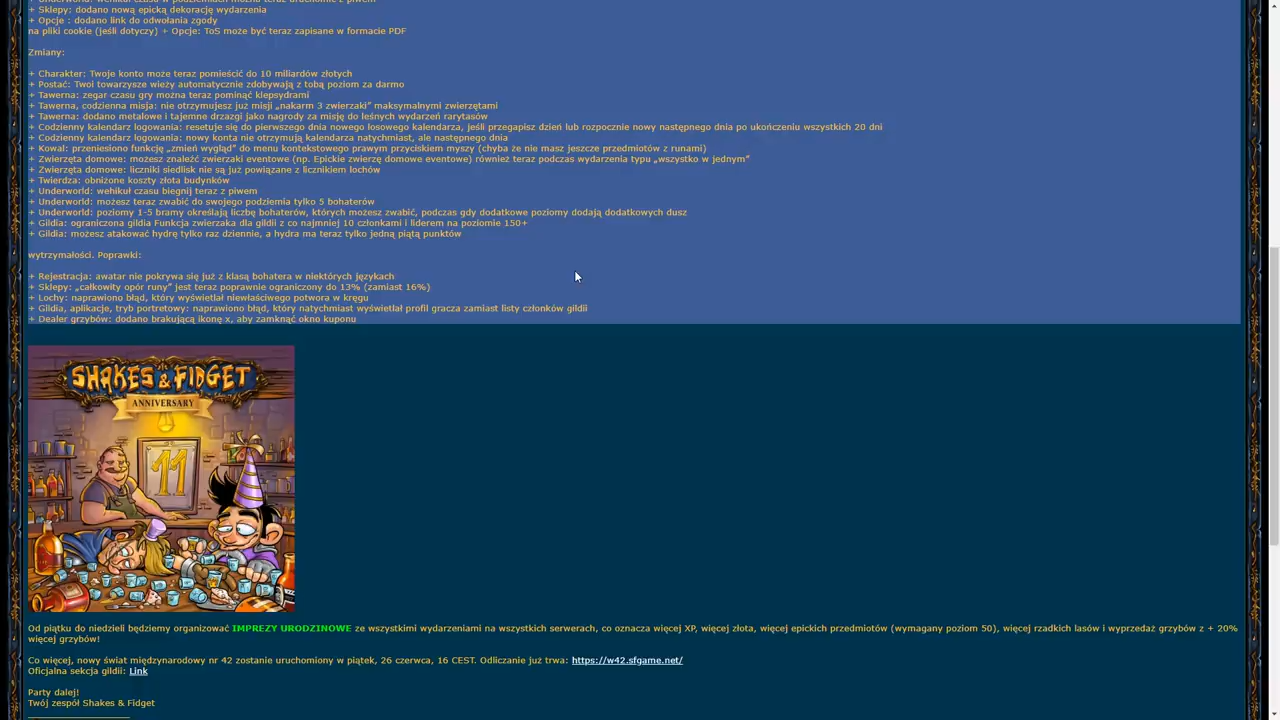 + Sklepy: dodano nową epicką dekorację wydarzenia
+ Opcje : dodano link do odwołania zgody
na pliki cookie (jeśli dotyczy) + Opcje: ToS może być teraz zapisane w formacie PDF
Zmiany:
+ Charakter: Twoje konto może teraz pomieścić do 10 miliardów złotych
+ Postać: Twoi towarzysze wieży automatycznie zdobywają z tobą poziom za darmo
+ Tawerna: zegar czasu gry można teraz pominąć klepsydrami
+ Tawerna, codzienna misja: nie otrzymujesz już misji „nakarm 3 zwierzaki” maksymalnymi zwierzętami
+ Tawerna: dodano metalowe i tajemne drzazgi jako nagrody za misję do leśnych wydarzeń rarytasów
+ Codzienny kalendarz logowania: resetuje się do pierwszego dnia nowego losowego kalendarza, jeśli przegapisz dzień lub rozpocznie nowy następnego dnia po ukończeniu wszystkich 20 dni
+ Codzienny kalendarz logowania: nowy konta nie otrzymują kalendarza natychmiast, ale następnego dnia
+ Kowal: przeniesiono funkcję „zmień wygląd” do menu kontekstowego prawym przyciskiem myszy (chyba że nie masz jeszcze przedmiotów z runami)
+ Zwierzęta domowe: możesz znaleźć zwierzaki eventowe (np. Epickie zwierzę domowe eventowe) również teraz podczas wydarzenia typu „wszystko w jednym”
+ Zwierzęta domowe: liczniki siedlisk nie są już powiązane z licznikiem lochów
+ Twierdza: obniżone koszty złota budynków
+ Underworld: wehikuł czasu biegnij teraz z piwem
+ Underworld: możesz teraz zwabić do swojego podziemia tylko 5 bohaterów
+ Underworld: poziomy 1-5 bramy określają liczbę bohaterów, których możesz zwabić, podczas gdy dodatkowe poziomy dodają dodatkowych dusz
+ Gildia: ograniczona gildia Funkcja zwierzaka dla gildii z co najmniej 10 członkami i liderem na poziomie 150+
+ Gildia: możesz atakować hydrę tylko raz dziennie, a hydra ma teraz tylko jedną piątą punktów
wytrzymałości. Poprawki:
+ Rejestracja: awatar nie pokrywa się już z klasą bohatera w niektórych językach
+ Sklepy: „całkowity opór runy” jest teraz poprawnie ograniczony do 13% (zamiast 16%)
+ Lochy: naprawiono błąd, który wyświetlał niewłaściwego potwora w kręgu
+ Gildia, aplikacje, tryb portretowy: naprawiono błąd, który natychmiast wyświetlał profil gracza zamiast listy członków gildii
+ Dealer grzybów: dodano brakującą ikonę x, aby zamknąć okno kuponu
SHAKES & FIDGET
ANNIVERSARY
11
Od piątku do niedzieli będziemy organizować IMPREZY URODZINOWE ze wszystkimi wydarzeniami na wszystkich serwerach, co oznacza więcej XP, więcej złota, więcej epickich przedmiotów (wymagany poziom 50), więcej rzadkich lasów i wyprzedaż grzybów z + 20%
więcej grzybów!
Co więcej, nowy świat międzynarodowy nr 42 zostanie uruchomiony w piątek, 26 czerwca, 16 CEST. Odliczanie już trwa: https://w42.sfgame.net/
Oficjalna sekcja gildii: Link
Party dalej!
Twój zespół Shakes & Fidget